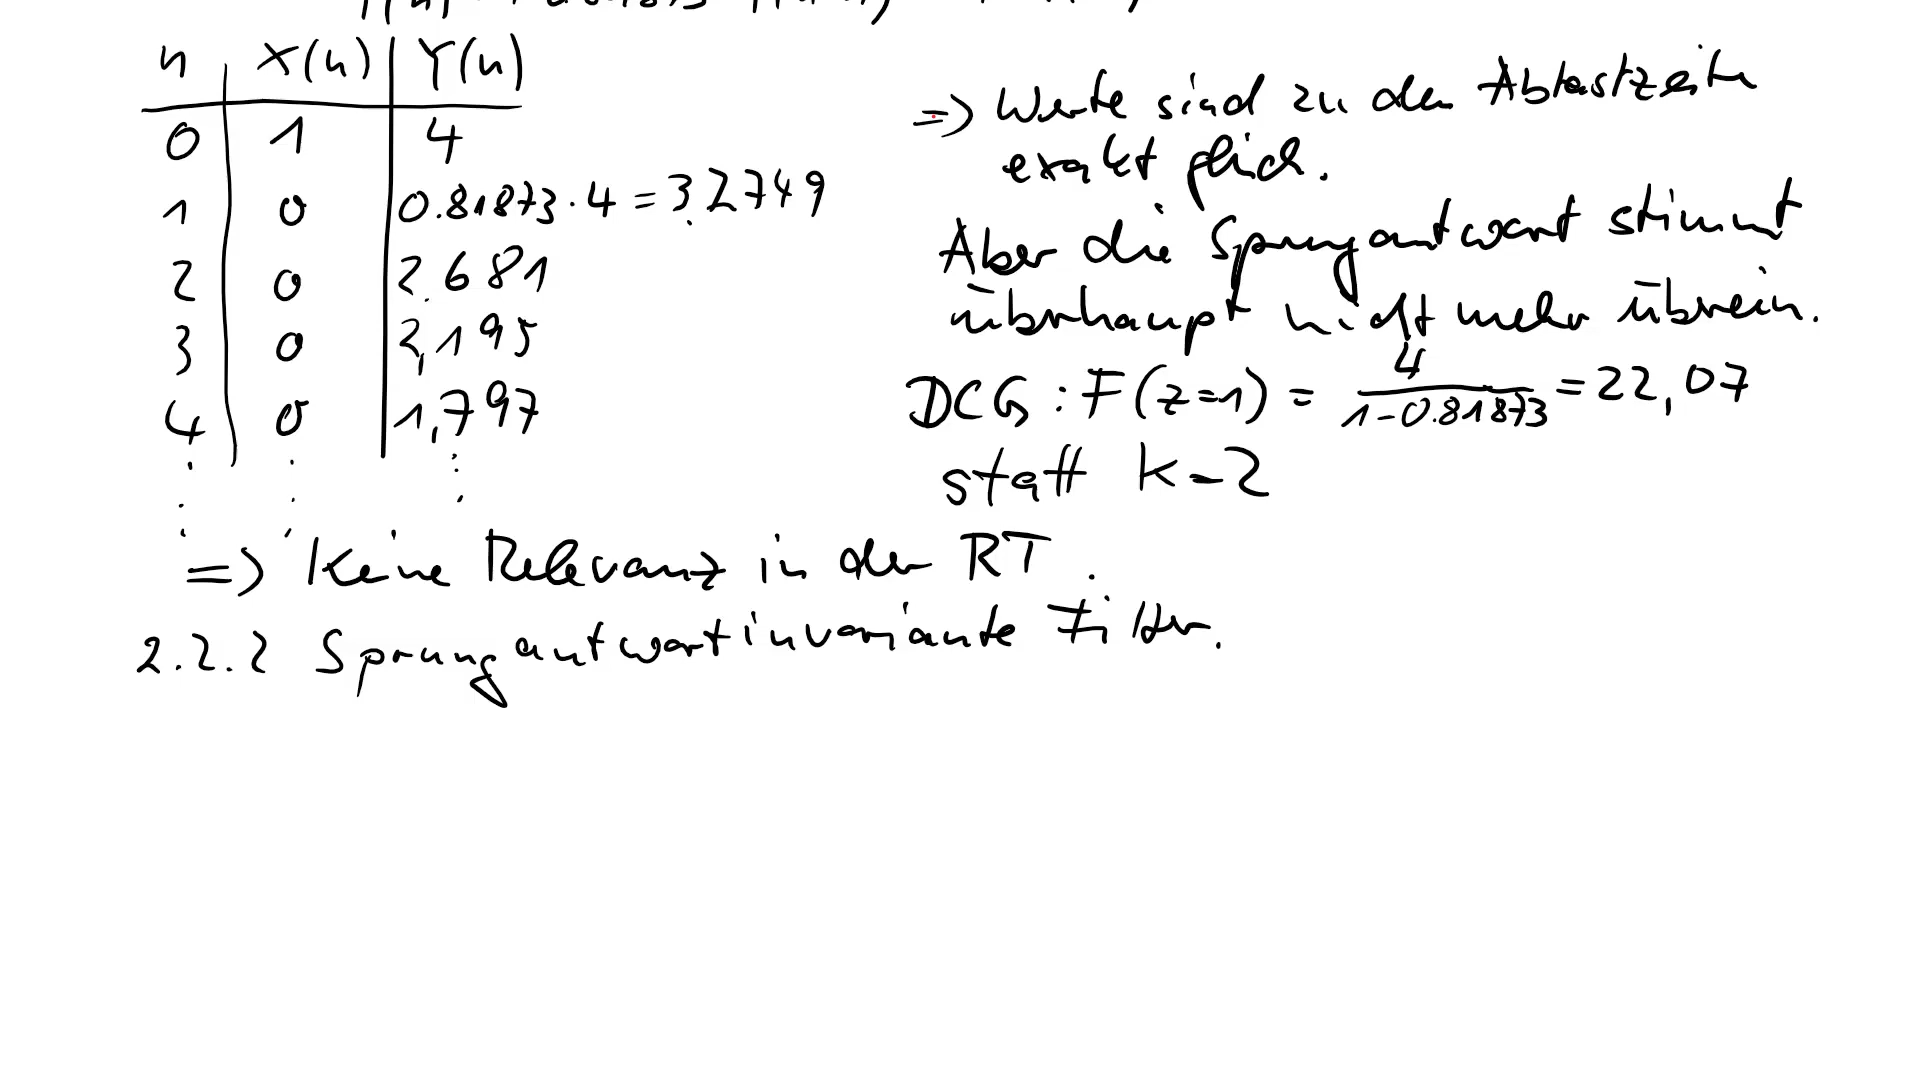 n X(n) Y(n)
0 1 4
1 0 0.81873 · 4 = 3.2749
2 0 2.681
3 0 2,195
4 0 1,797
=> Werte sind zu den Abtastzeiten
exakt gleich.
Aber die Sprungantwort stimmt
überhaupt nicht mehr überein.
DCG : F(z=1) = 4 / (1-0.81873) = 22,07
statt K=2
=> Keine Relevanz in der RT.
2.2.2 Sprungantwortinvariante Filter.